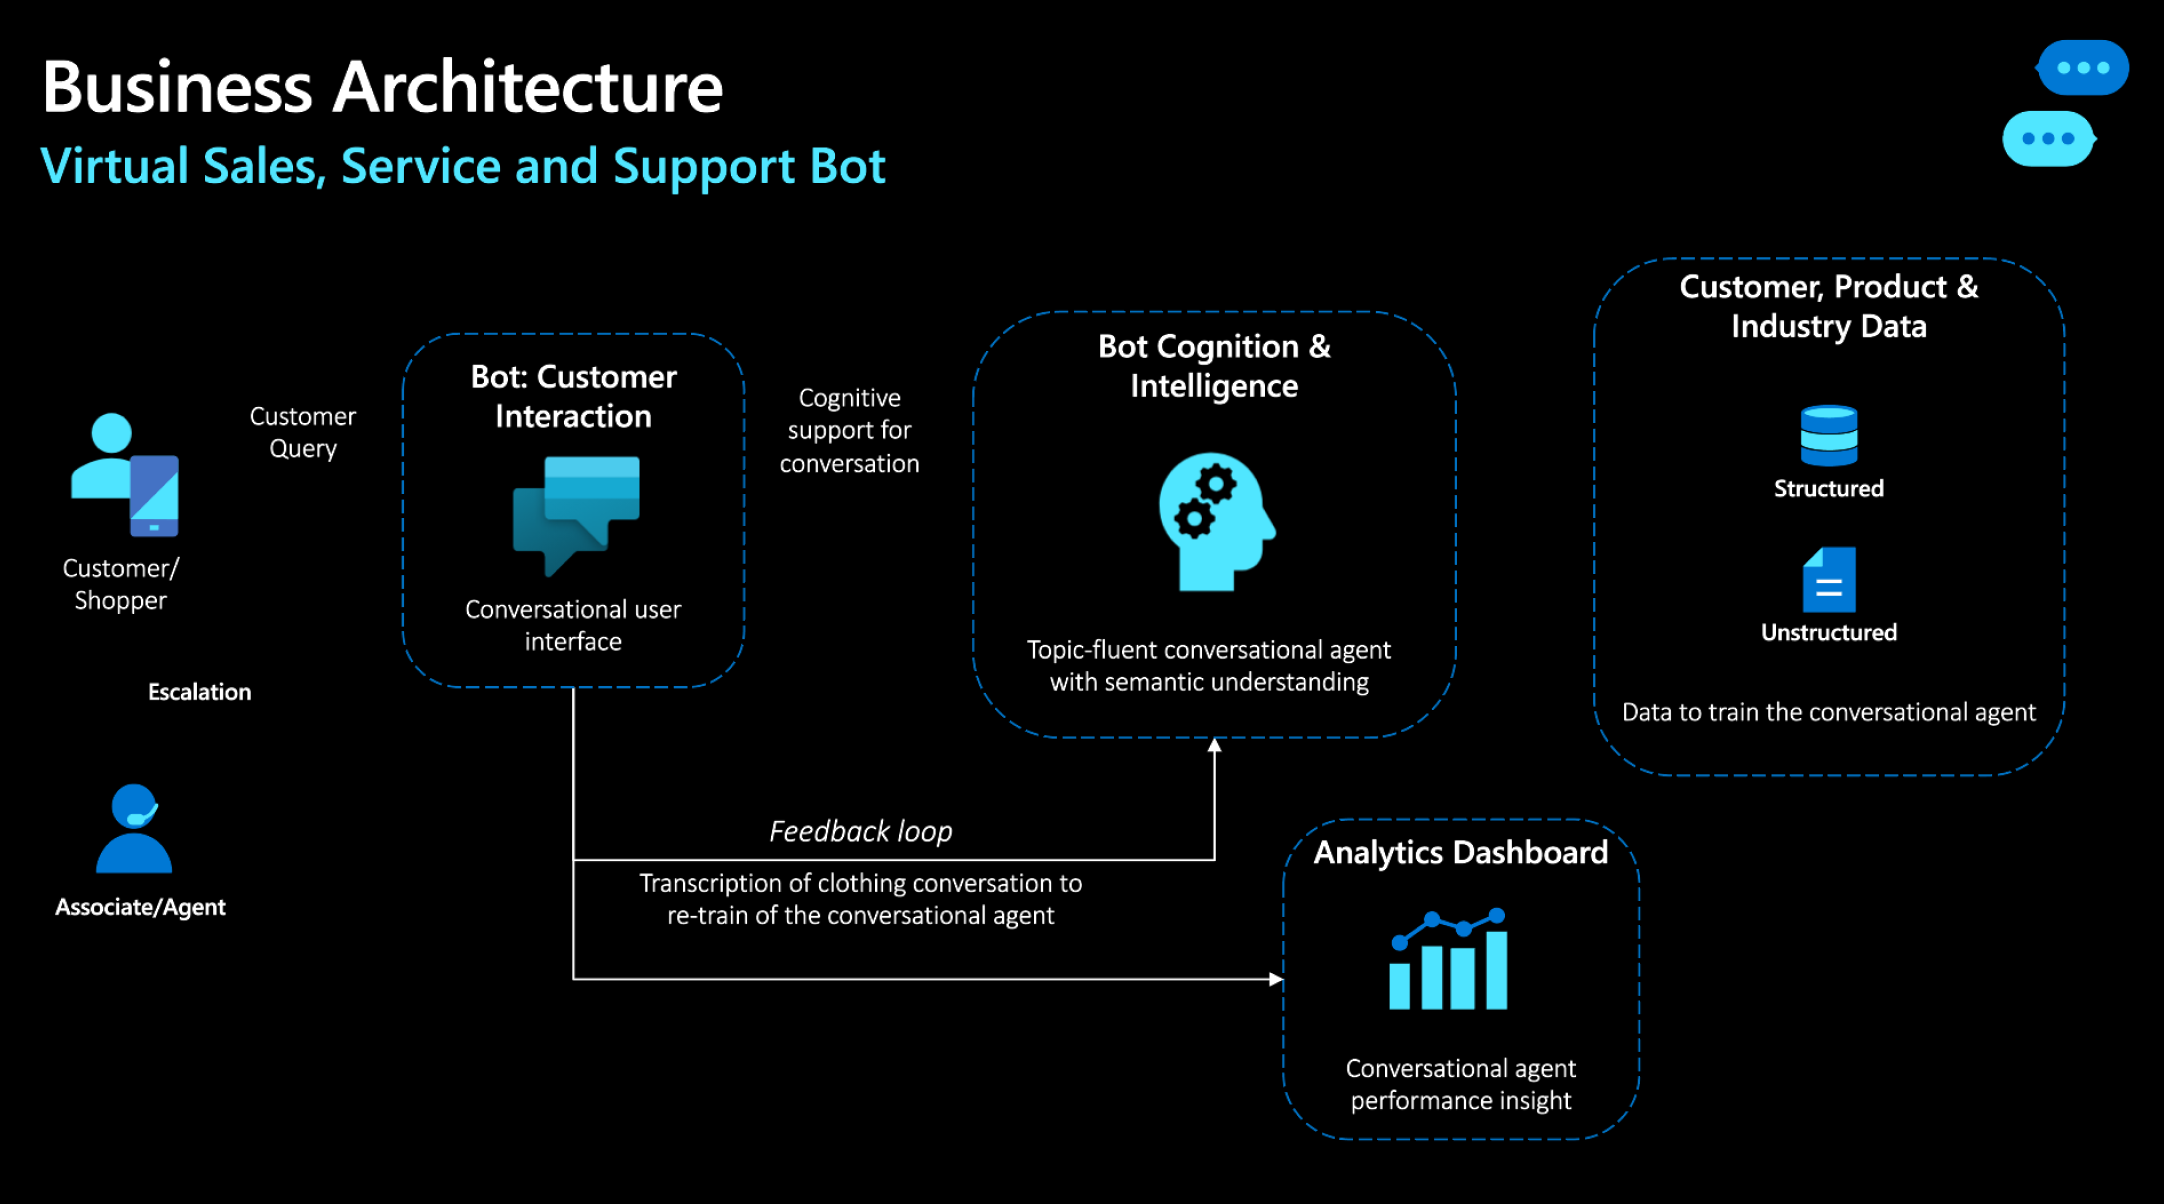 Business Architecture
Virtual Sales, Service and Support Bot
Customer/
Shopper
Customer
Query
Escalation
Associate/Agent
Bot: Customer
Interaction
Conversational user
interface
Cognitive
support for
conversation
Bot Cognition &
Intelligence
Topic-fluent conversational agent
with semantic understanding
Customer, Product &
Industry Data
Structured
Unstructured
Data to train the conversational agent
Feedback loop
Transcription of clothing conversation to
re-train of the conversational agent
Analytics Dashboard
Conversational agent
performance insight